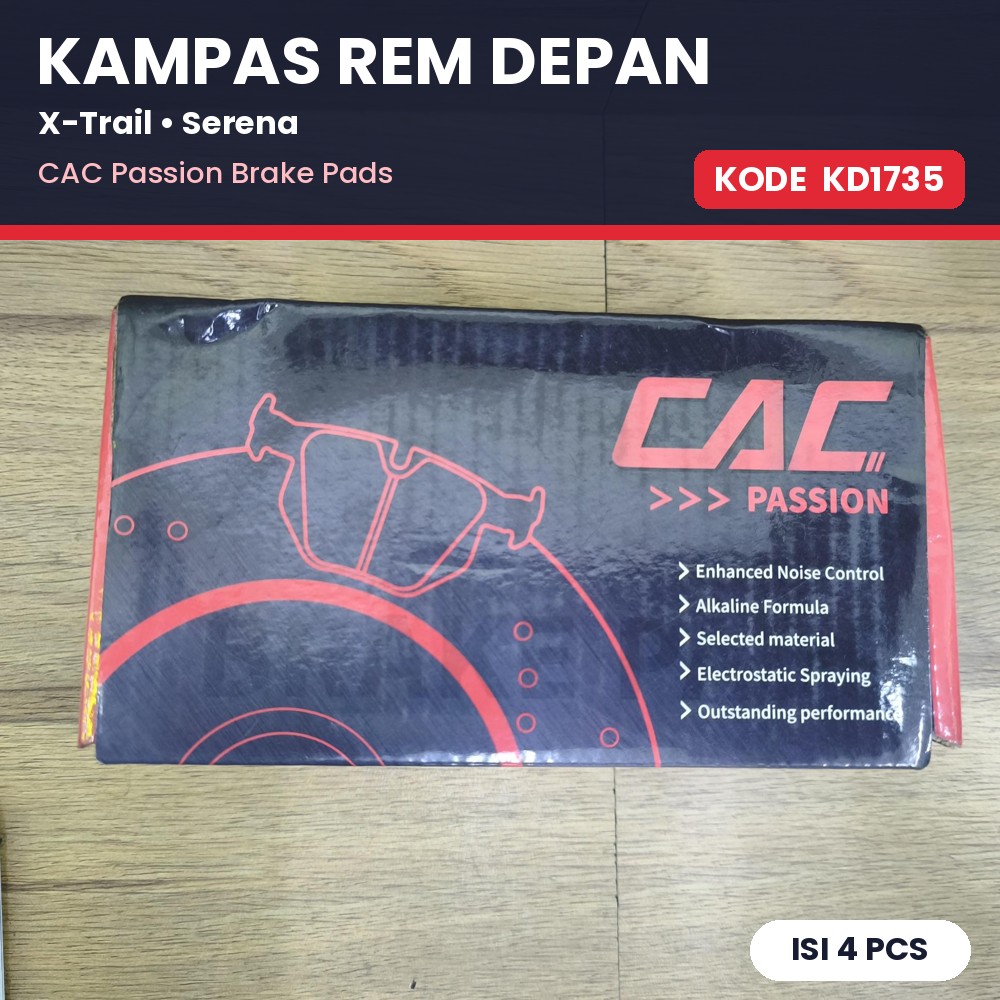 KAMPAS REM DEPAN
X-Trail • Serena
CAC Passion Brake Pads
KODE KD1735
CAC
>>> PASSION
> Enhanced Noise Control
> Alkaline Formula
> Selected material
> Electrostatic Spraying
> Outstanding performance
ISI 4 PCS